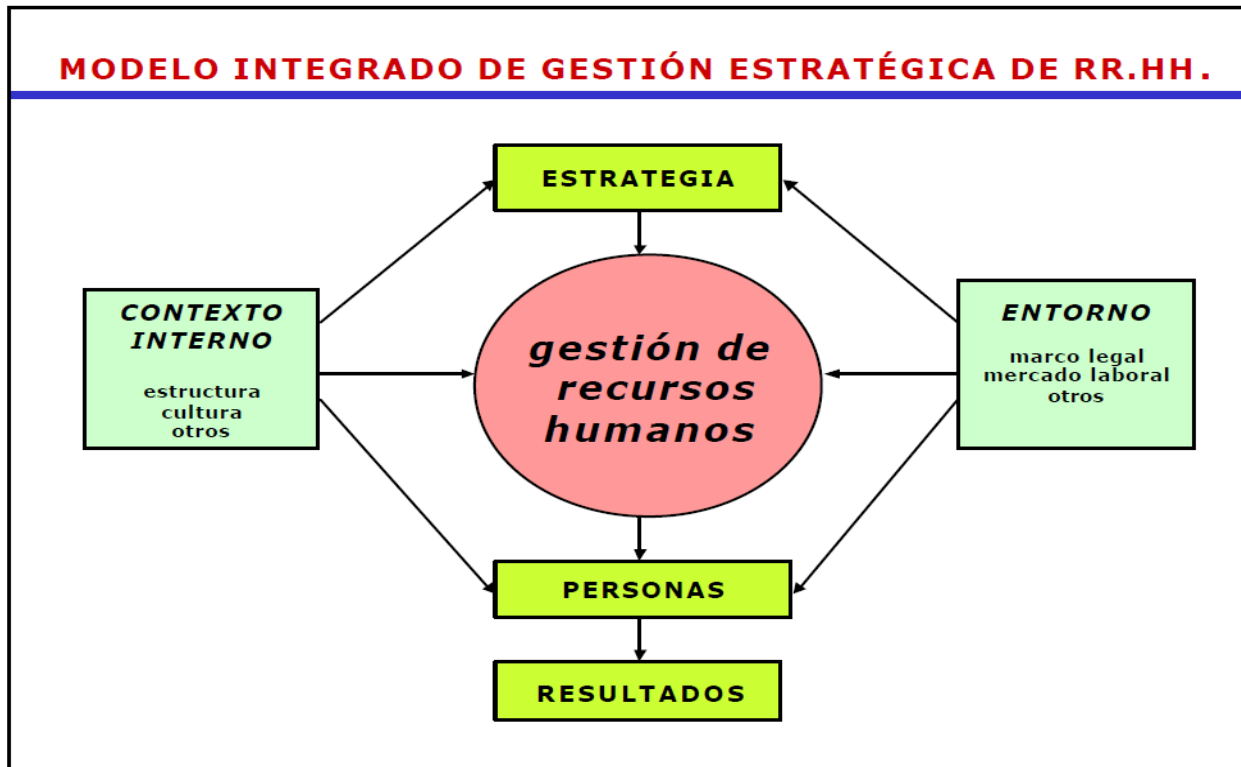 MODELO INTEGRADO DE GESTIÓN ESTRATÉGICA DE RR.HH.
ESTRATEGIA
CONTEXTO
INTERNO
estructura
cultura
otros
gestión de
recursos
humanos
ENTORNO
marco legal
mercado laboral
otros
PERSONAS
RESULTADOS